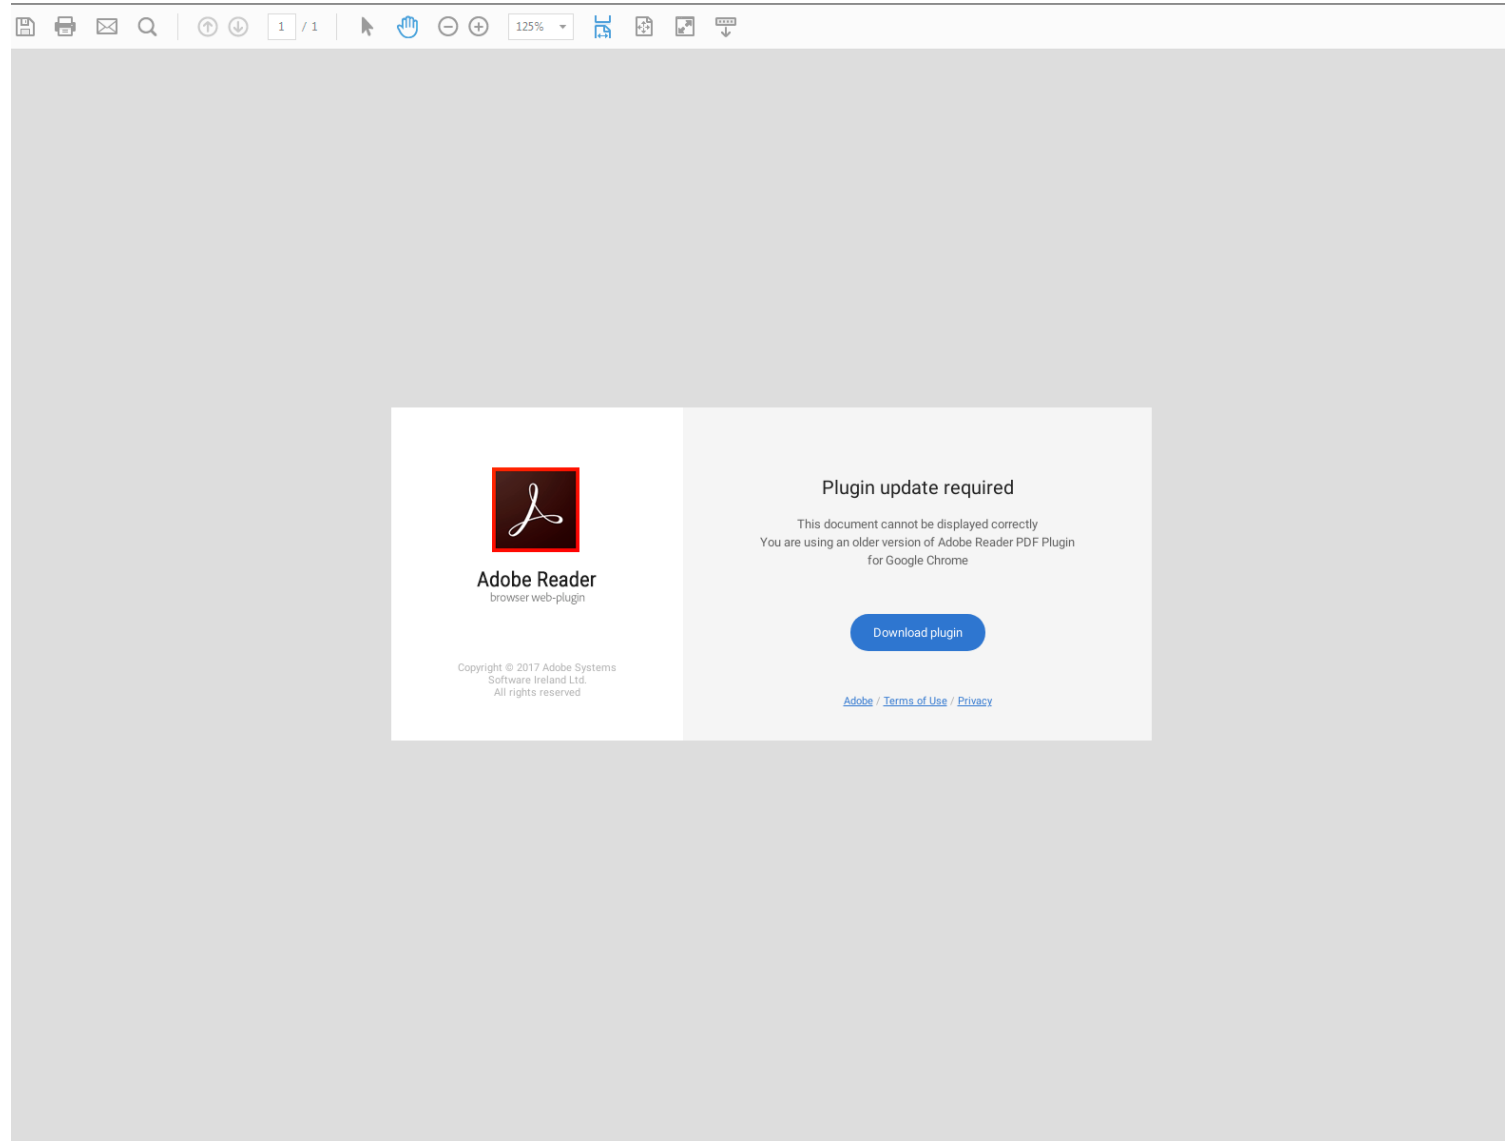 1 / 1
125%
Adobe Reader
browser web-plugin
Copyright © 2017 Adobe Systems
Software Ireland Ltd.
All rights reserved
Plugin update required
This document cannot be displayed correctly
You are using an older version of Adobe Reader PDF Plugin
for Google Chrome
Download plugin
Adobe / Terms of Use / Privacy